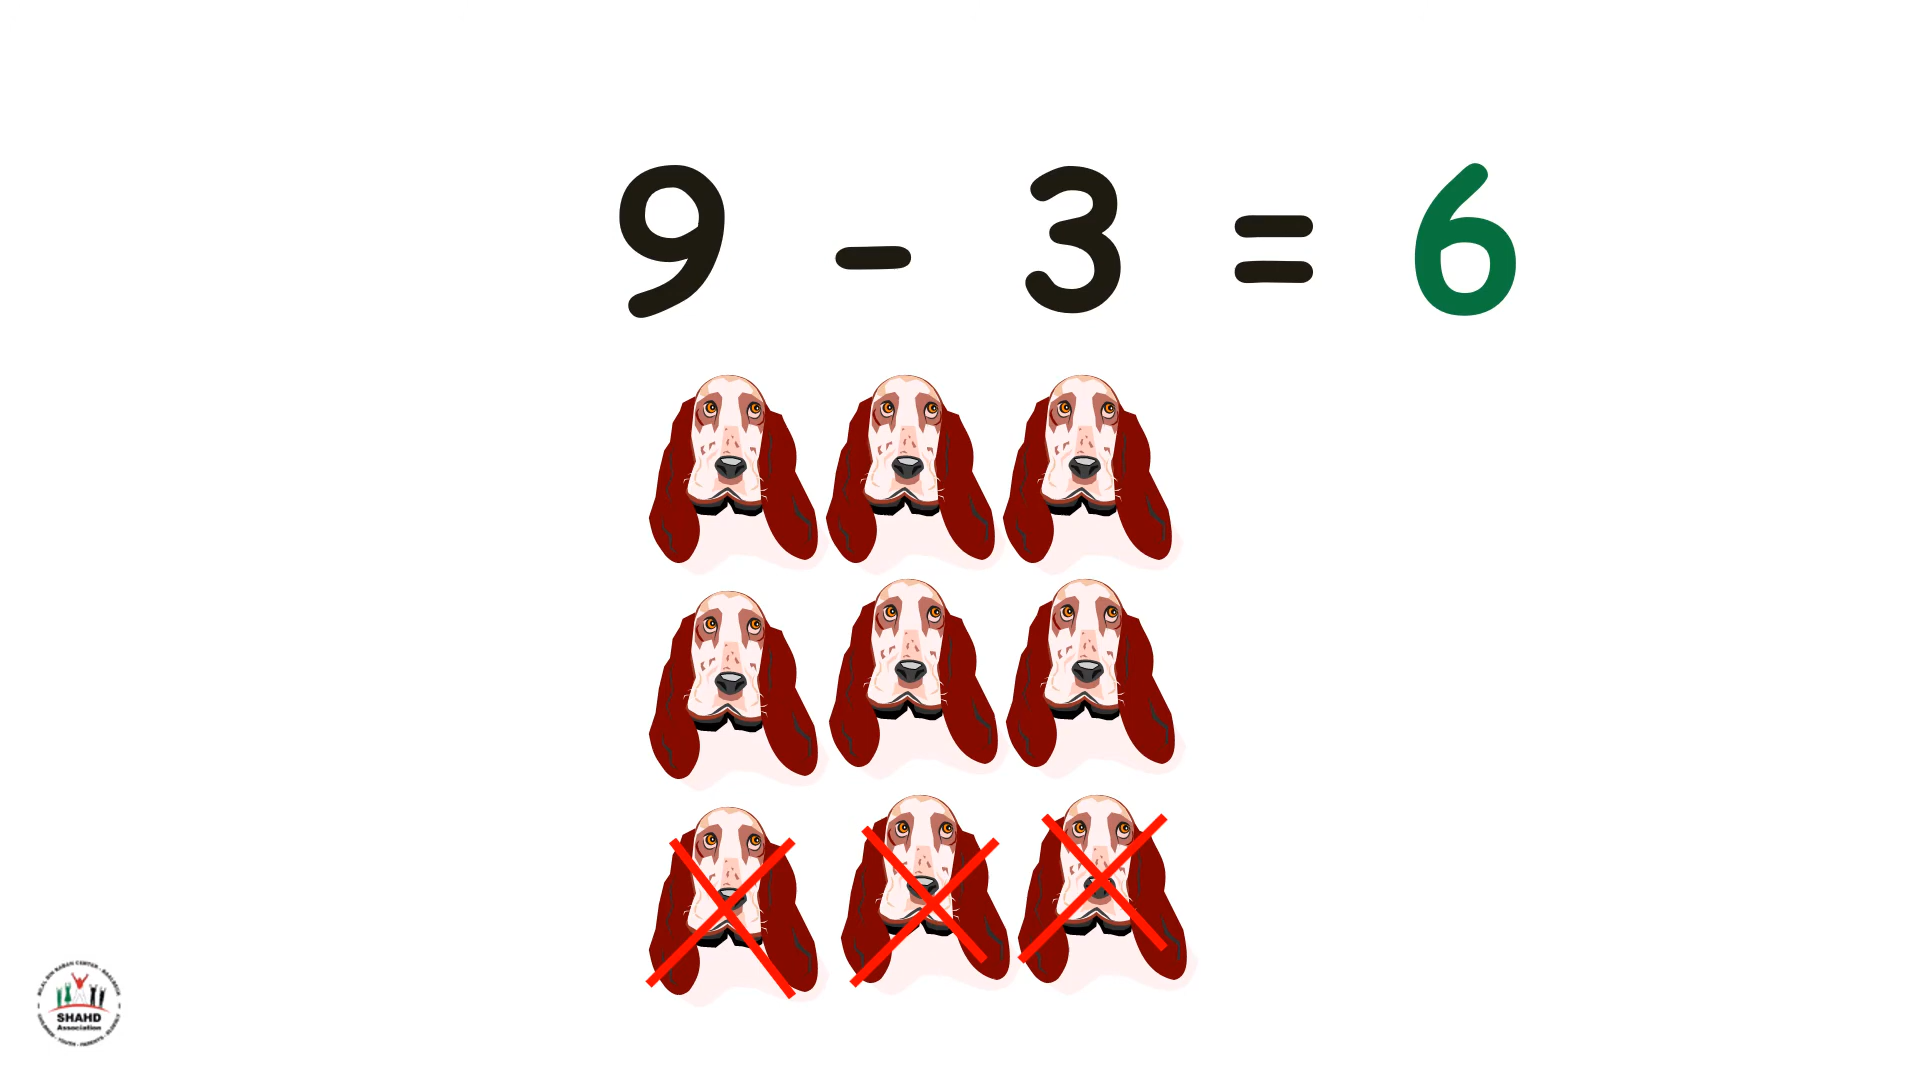 9 - 3 = 6
SHAHD
Association